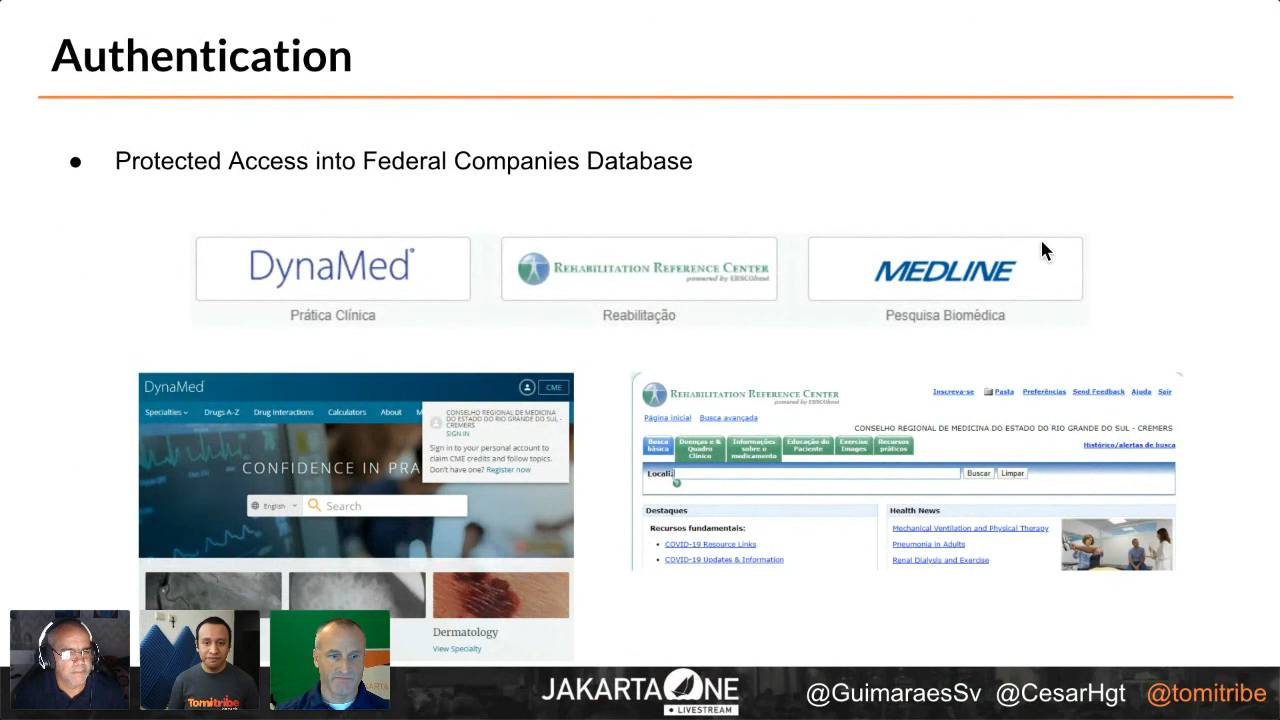 Authentication
● Protected Access into Federal Companies Database
DynaMed
REHABILITATION REFERENCE CENTER
powered by EBSCOhost
MEDLINE
Prática Clínica
Reabilitação
Pesquisa Biomédica
DynaMed
CME
Specialties
Drugs A-Z
Drug Interactions
Calculators
About
M
CONSELHO REGIONAL DE MEDICINA
DO ESTADO DO RIO GRANDE DO SUL -
CREMERS
SIGN IN
Sign in to your personal account to
claim CME credits and follow topics.
Don't have one? Register now
CONFIDENCE IN PRA
English
Search
Dermatology
View Specialty
REHABILITATION REFERENCE CENTER
powered by EBSCOhost
Inscreva-se Pasta Preferências Send Feedback Ajuda Sair
Página inicial Busca avançada
CONSELHO REGIONAL DE MEDICINA DO ESTADO DO RIO GRANDE DO SUL - CREMERS
Busca
básica
Doenças e &
Quadro
Clínico
Informações
sobre o
medicamento
Educação do
Paciente
Exercise
Images
Recursos
práticos
Histórico/alertas de busca
Buscar
Limpar
Destaques
Recursos fundamentais:
• COVID-19 Resource Links
• COVID-19 Updates & Information
Health News
Mechanical Ventilation and Physical Therapy
Pneumonia in Adults
Renal Dialysis and Exercise
Tomitribe
JAKARTA ONE
● LIVESTREAM
@GuimaraesSv @CesarHgt @tomitribe